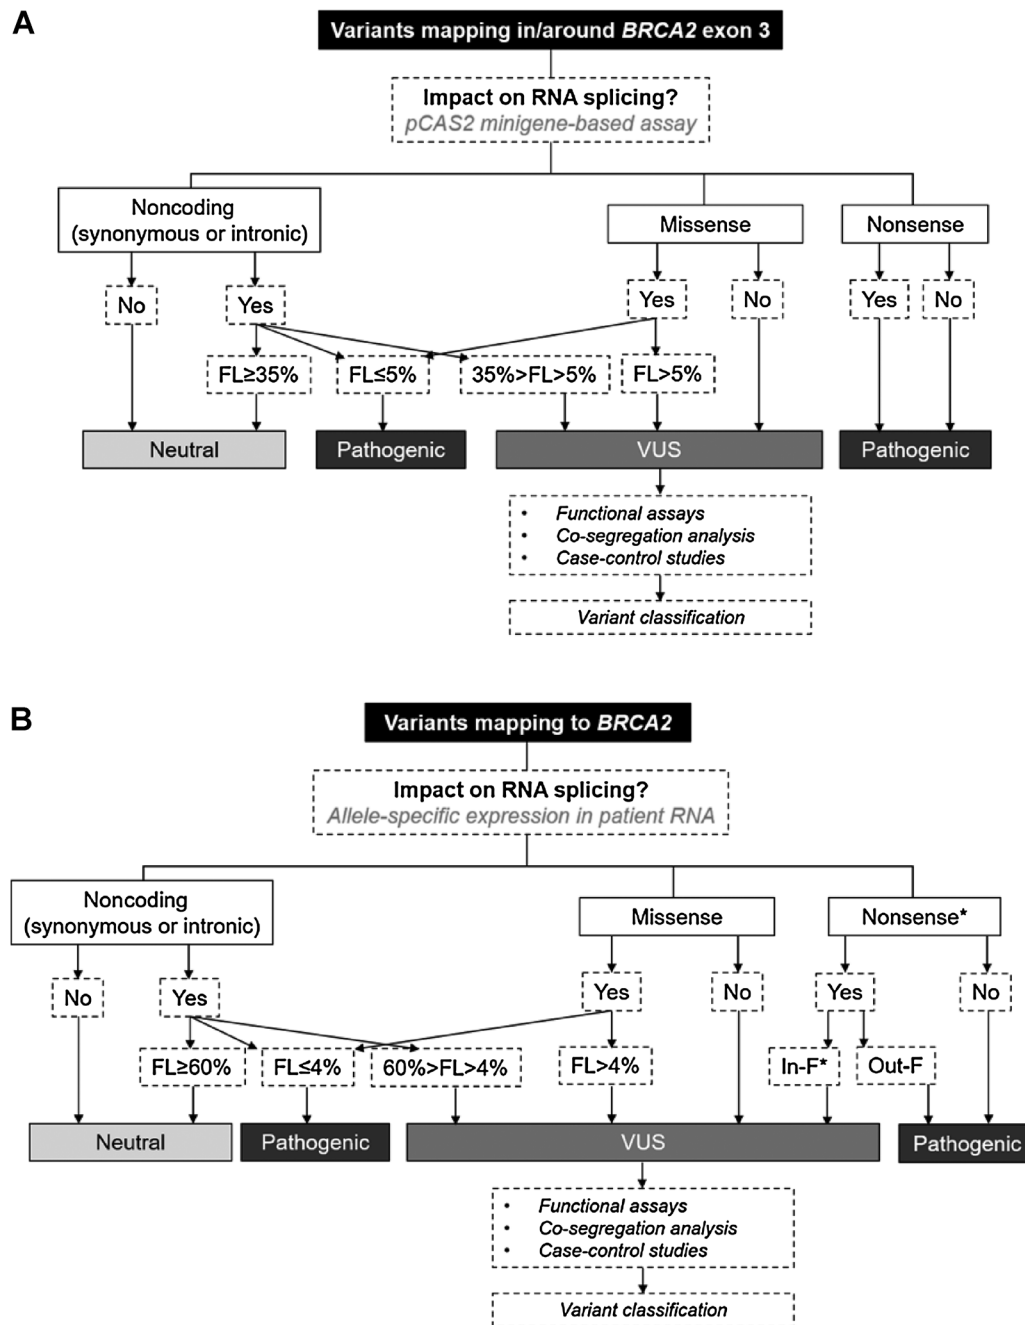 A
Variants mapping in/around BRCA2 exon 3
Impact on RNA splicing?
pCAS2 minigene-based assay
Noncoding
(synonymous or intronic)
Missense
Nonsense
No
Yes
Yes
No
Yes
No
FL≥35%
FL≤5%
35%>FL>5%
FL>5%
Neutral
Pathogenic
VUS
Pathogenic
• Functional assays
• Co-segregation analysis
• Case-control studies
Variant classification
B
Variants mapping to BRCA2
Impact on RNA splicing?
Allele-specific expression in patient RNA
Noncoding
(synonymous or intronic)
Missense
Nonsense*
No
Yes
Yes
No
Yes
No
FL≥60%
FL≤4%
60%>FL>4%
FL>4%
In-F*
Out-F
Neutral
Pathogenic
VUS
Pathogenic
• Functional assays
• Co-segregation analysis
• Case-control studies
Variant classification